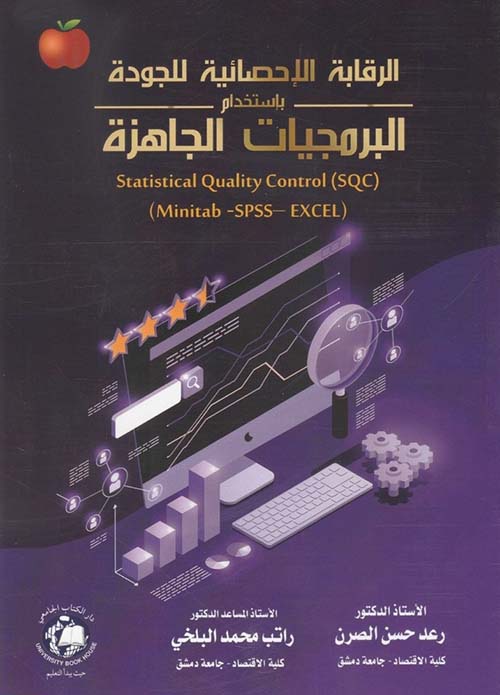 الرقابة الإحصائية للجودة
بإستخدام
البرمجيات الجاهزة
Statistical Quality Control (SQC)
(Minitab -SPSS– EXCEL)
الأستاذ الدكتور
رعد حسن الصرن
كلية الاقتصاد - جامعة دمشق
الأستاذ المساعد الدكتور
راتب محمد البلخي
كلية الاقتصاد - جامعة دمشق
دار الكتاب الجامعي
UNIVERSITY BOOK HOUSE
حيث يبدأ التعليم